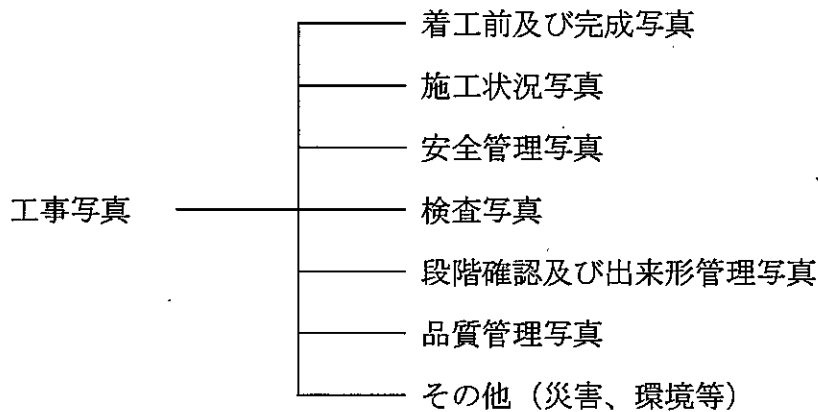 着工前及び完成写真
施工状況写真
安全管理写真
工事写真
検査写真
段階確認及び出来形管理写真
品質管理写真
その他（災害、環境等）